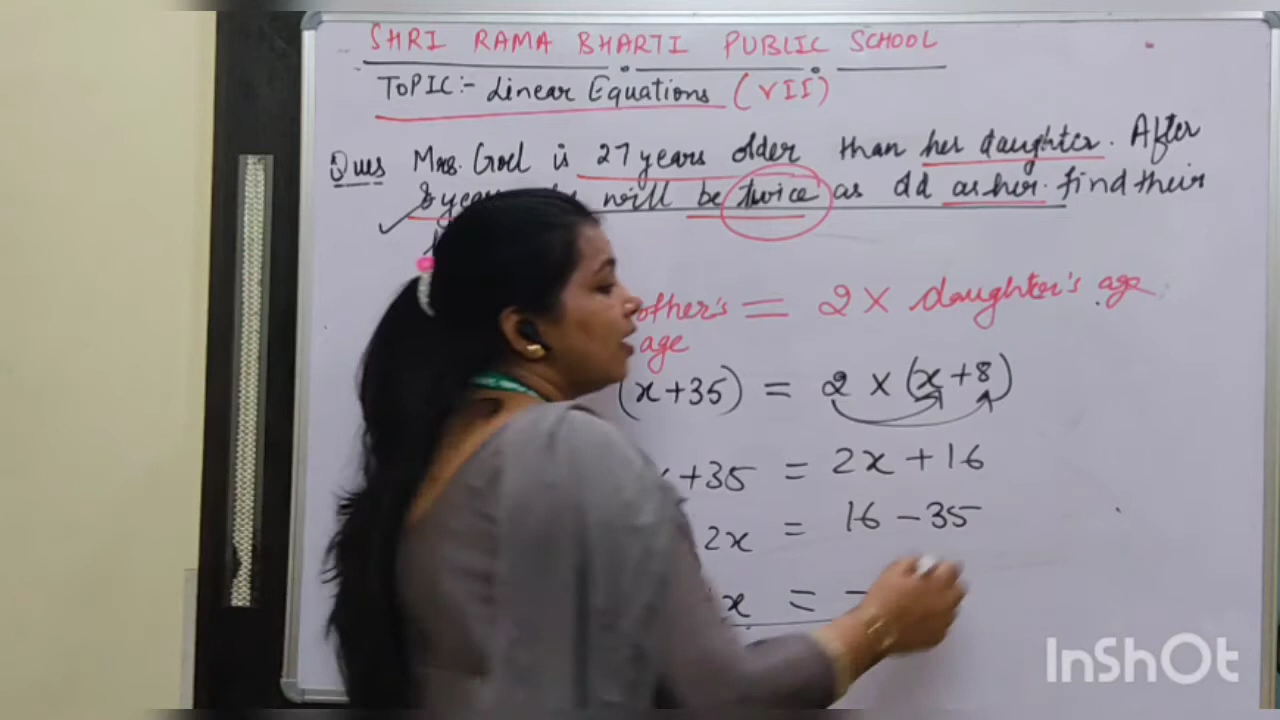 SHRI RAMA BHARTI PUBLIC SCHOOL
TOPIC:- Linear Equations (VII)
Ques Mrs. Goel is 27 years older than her daughter. After
8 will be twice as old as her. find their
other's = 2 × daughter's age
age
(x+35) = 2 × (x+8)
+35 = 2x + 16
2x = 16 - 35
x = -
InShOt